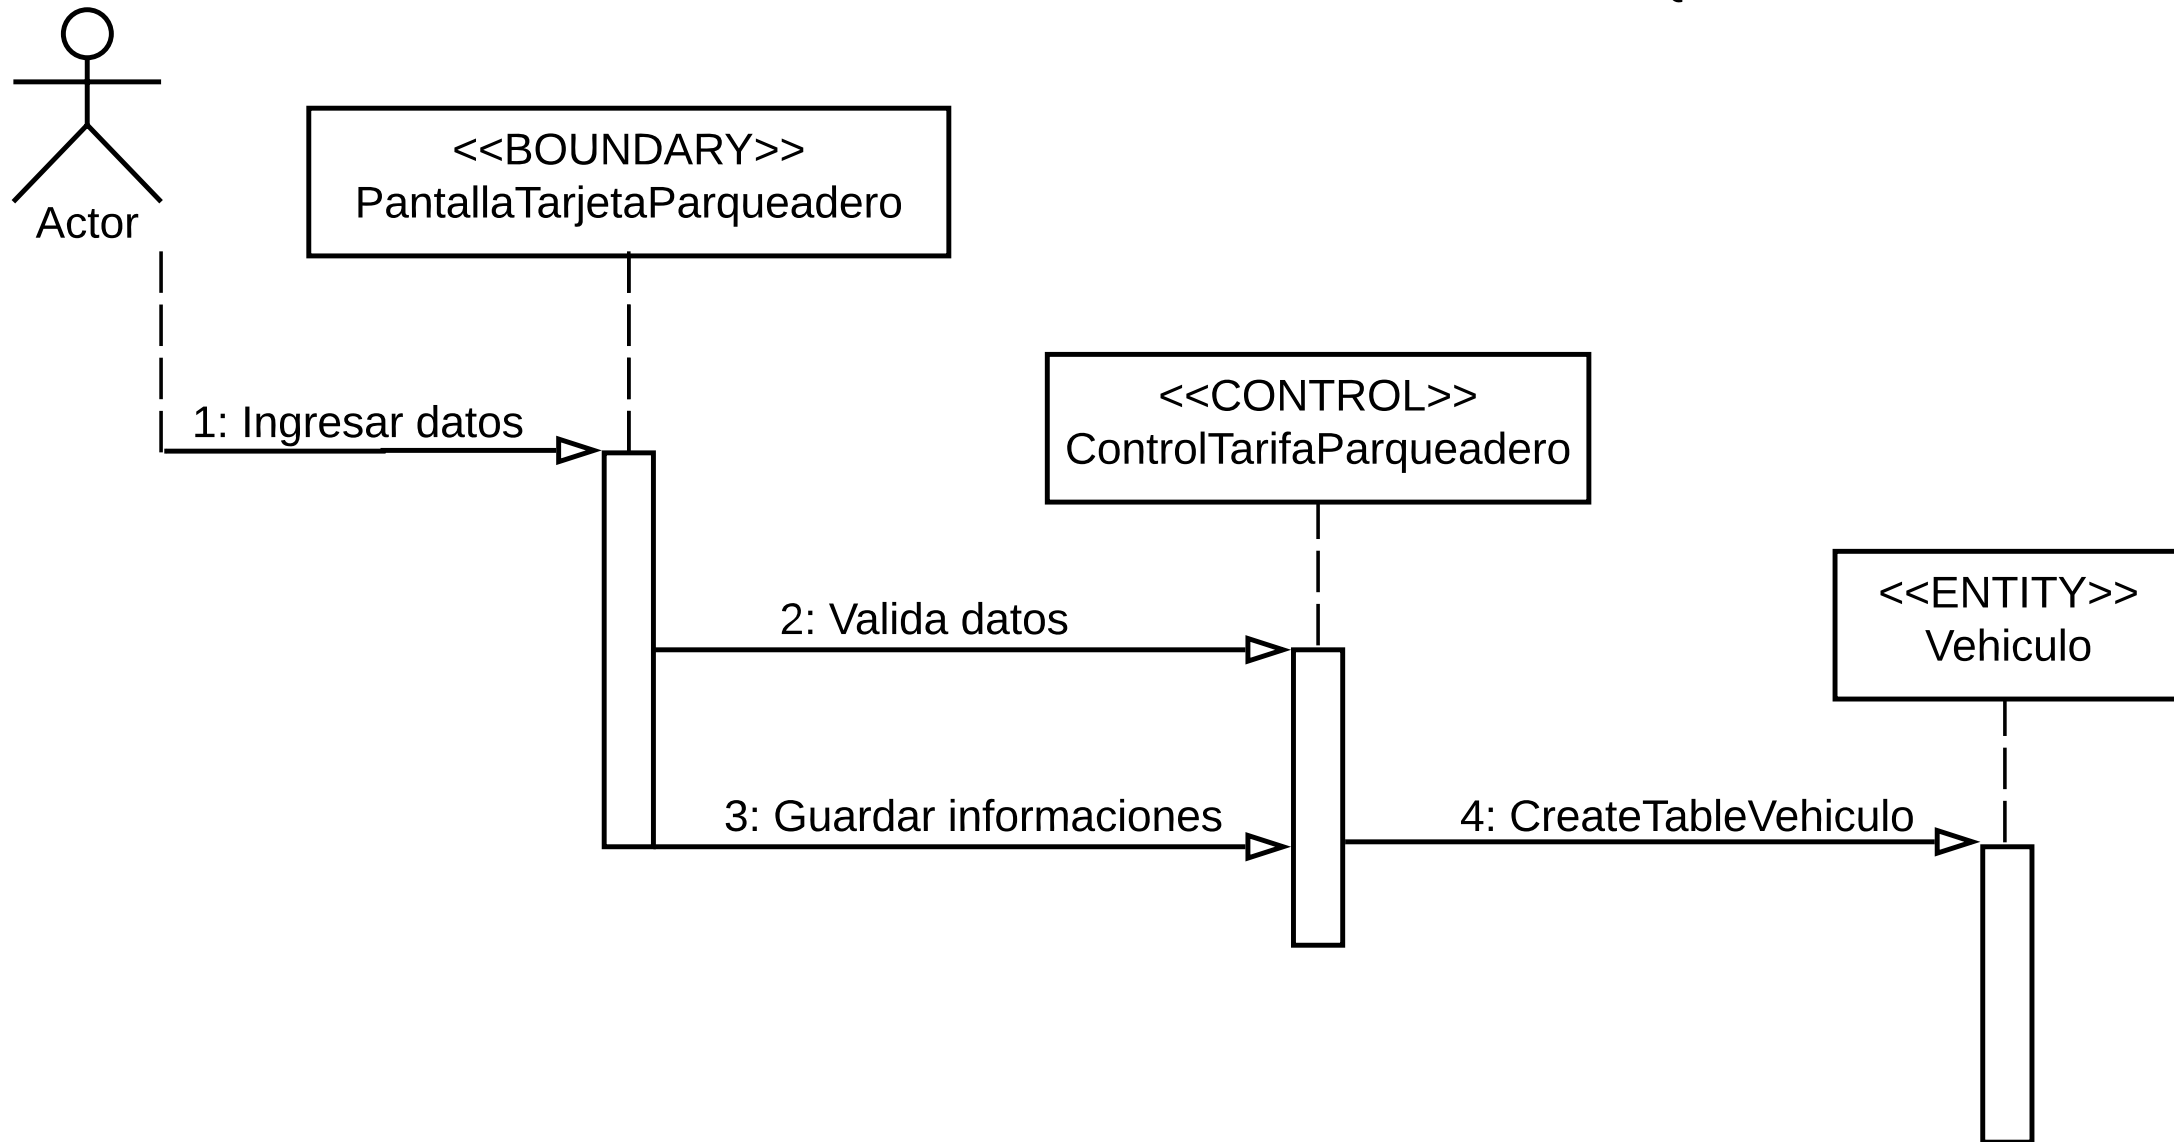 Actor
<<BOUNDARY>>
PantallaTarjetaParqueadero
1: Ingresar datos
<<CONTROL>>
ControlTarifaParqueadero
2: Valida datos
<<ENTITY>>
Vehiculo
3: Guardar informaciones
4: CreateTableVehiculo